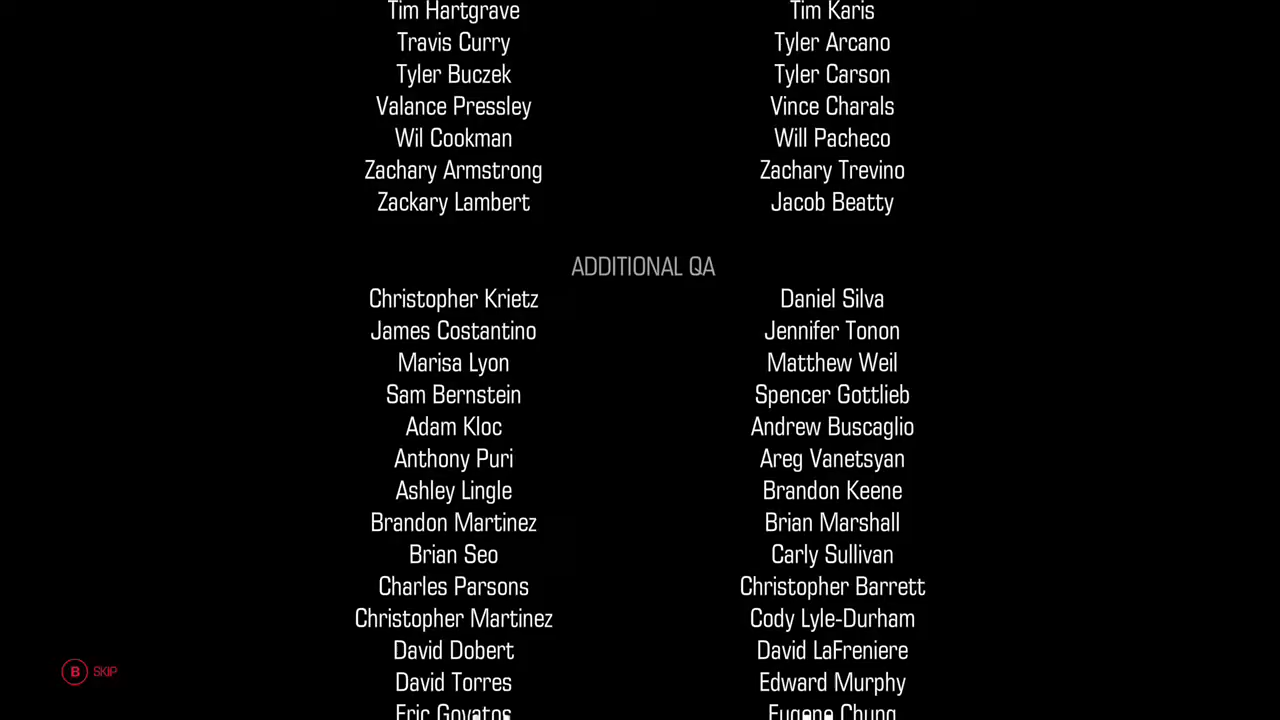 Tim Hartgrave Tim Karis
Travis Curry Tyler Arcano
Tyler Buczek Tyler Carson
Valance Pressley Vince Charals
Wil Cookman Will Pacheco
Zachary Armstrong Zachary Trevino
Zackary Lambert Jacob Beatty
ADDITIONAL QA
Christopher Krietz Daniel Silva
James Costantino Jennifer Tonon
Marisa Lyon Matthew Weil
Sam Bernstein Spencer Gottlieb
Adam Kloc Andrew Buscaglio
Anthony Puri Areg Vanetsyan
Ashley Lingle Brandon Keene
Brandon Martinez Brian Marshall
Brian Seo Carly Sullivan
Charles Parsons Christopher Barrett
Christopher Martinez Cody Lyle-Durham
David Dobert David LaFreniere
B SKIP
David Torres Edward Murphy
Eric Govatos Eugene Chung